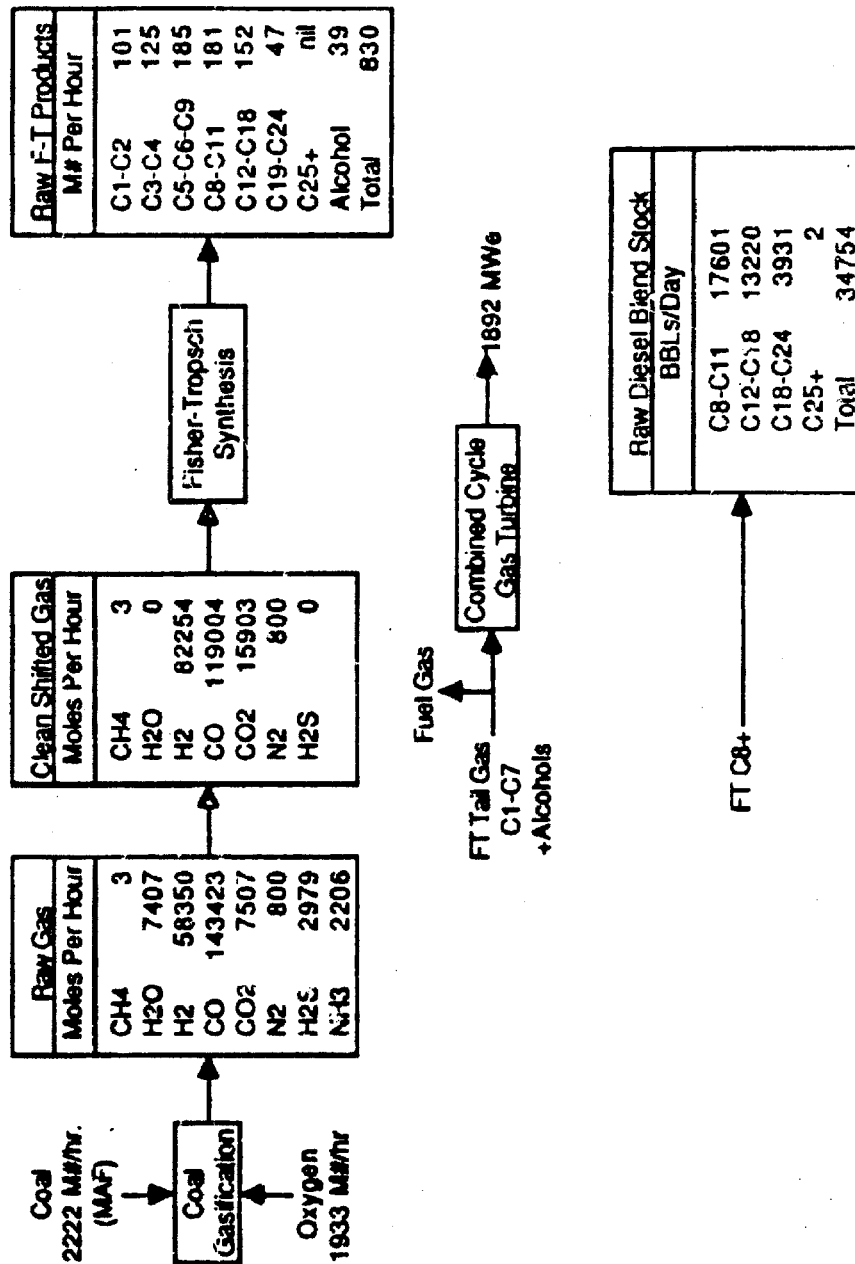 Coal
2222 M#/hr.
(MAF)
Coal
Gasification
Oxygen
1933 M#/hr
Raw Gas
Moles Per Hour
CH4 3
H2O 7407
H2 58350
CO 143423
CO2 7507
N2 800
H2S 2979
NH3 2206
Clean Shifted Gas
Moles Per Hour
CH4 3
H2O 0
H2 82254
CO 119004
CO2 15903
N2 800
H2S 0
Fisher-Tropsch
Synthesis
Raw F-T Products
M# Per Hour
C1-C2 101
C3-C4 125
C5-C6-C9 185
C8-C11 181
C12-C18 152
C19-C24 47
C25+ nil
Alcohol 39
Total 830
Fuel Gas
FT Tail Gas
C1-C7
+Alcohols
Combined Cycle
Gas Turbine
1892 MWe
FT C8+
Raw Diesel Blend Stock
BBLs/Day
C8-C11 17601
C12-C18 13220
C18-C24 3931
C25+ 2
Total 34754